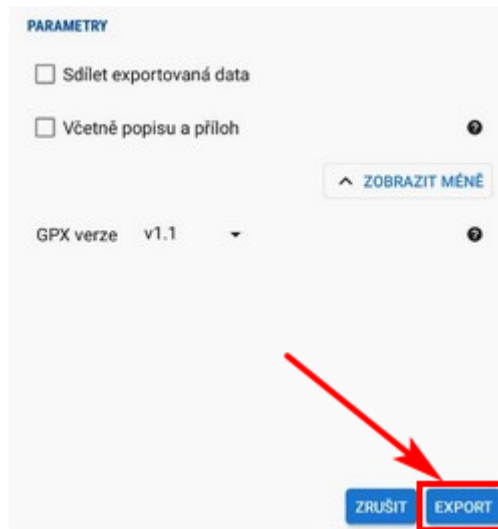 PARAMETRY
Sdílet exportovaná data
Včetně popisu a příloh ?
ZOBRAZIT MÉNĚ
GPX verze v1.1 ?
ZRUŠIT EXPORT